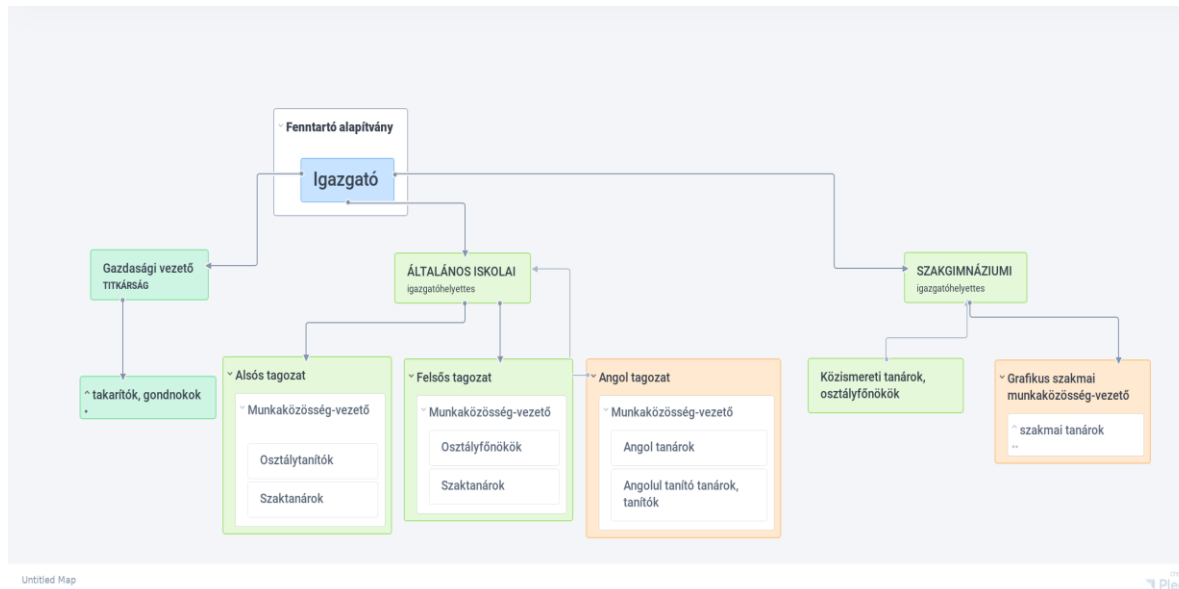 Fenntartó alapítvány
Igazgató
Gazdasági vezető
TITKÁRSÁG
ÁLTALÁNOS ISKOLAI
igazgatóhelyettes
SZAKGIMNÁZIUMI
igazgatóhelyettes
takarítók, gondnokok
Alsós tagozat
Munkaközösség-vezető
Osztálytanítók
Szaktanárok
Felsős tagozat
Munkaközösség-vezető
Osztályfőnökök
Szaktanárok
Angol tagozat
Munkaközösség-vezető
Angol tanárok
Angolul tanító tanárok,
tanítók
Közismereti tanárok,
osztályfőnökök
Grafikus szakmai
munkaközösség-vezető
szakmai tanárok
Untitled Map